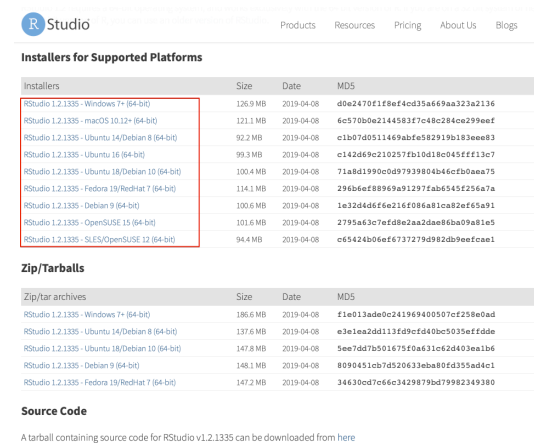 R Studio
Products Resources Pricing About Us Blogs
Installers for Supported Platforms
Installers Size Date MD5
RStudio 1.2.1335 - Windows 7+ (64-bit) 126.9 MB 2019-04-08 d0e2470f1f8ef4cd35a669aa323a2136
RStudio 1.2.1335 - macOS 10.12+ (64-bit) 121.1 MB 2019-04-08 6c570b0e2144583f7c48c284ce299eef
RStudio 1.2.1335 - Ubuntu 14/Debian 8 (64-bit) 92.2 MB 2019-04-08 c1b07d0511469abfe582919b183eee83
RStudio 1.2.1335 - Ubuntu 16 (64-bit) 99.3 MB 2019-04-08 c142d69c210257fb10d18c045fff13c7
RStudio 1.2.1335 - Ubuntu 18/Debian 10 (64-bit) 100.4 MB 2019-04-08 71a8d1990c0d97939804b46cfb0aea75
RStudio 1.2.1335 - Fedora 19/RedHat 7 (64-bit) 114.1 MB 2019-04-08 296b6ef88969a91297fab6545f256a7a
RStudio 1.2.1335 - Debian 9 (64-bit) 100.6 MB 2019-04-08 1e32d4d6f6e216f086a81ca82ef65a91
RStudio 1.2.1335 - OpenSUSE 15 (64-bit) 101.6 MB 2019-04-08 2795a63c7efd8e2aa2dae86ba09a81e5
RStudio 1.2.1335 - SLES/OpenSUSE 12 (64-bit) 94.4 MB 2019-04-08 c65424b06ef6737279d982db9eefcae1
Zip/Tarballs
Zip/tar archives Size Date MD5
RStudio 1.2.1335 - Windows 7+ (64-bit) 186.6 MB 2019-04-08 f1e013ade0c241969400507cf258e0ad
RStudio 1.2.1335 - Ubuntu 14/Debian 8 (64-bit) 137.6 MB 2019-04-08 e3e1ea2dd113fd9cfd40bc5035effdde
RStudio 1.2.1335 - Ubuntu 18/Debian 10 (64-bit) 147.8 MB 2019-04-08 5ee7dd7b501675f0a631c62d403ea1b6
RStudio 1.2.1335 - Debian 9 (64-bit) 148.1 MB 2019-04-08 8090451cb7d520633eba80fd355ad4c1
RStudio 1.2.1335 - Fedora 19/RedHat 7 (64-bit) 147.2 MB 2019-04-08 34630cd7c66c3429879bd79982349380
Source Code
A tarball containing source code for RStudio v1.2.1335 can be downloaded from here